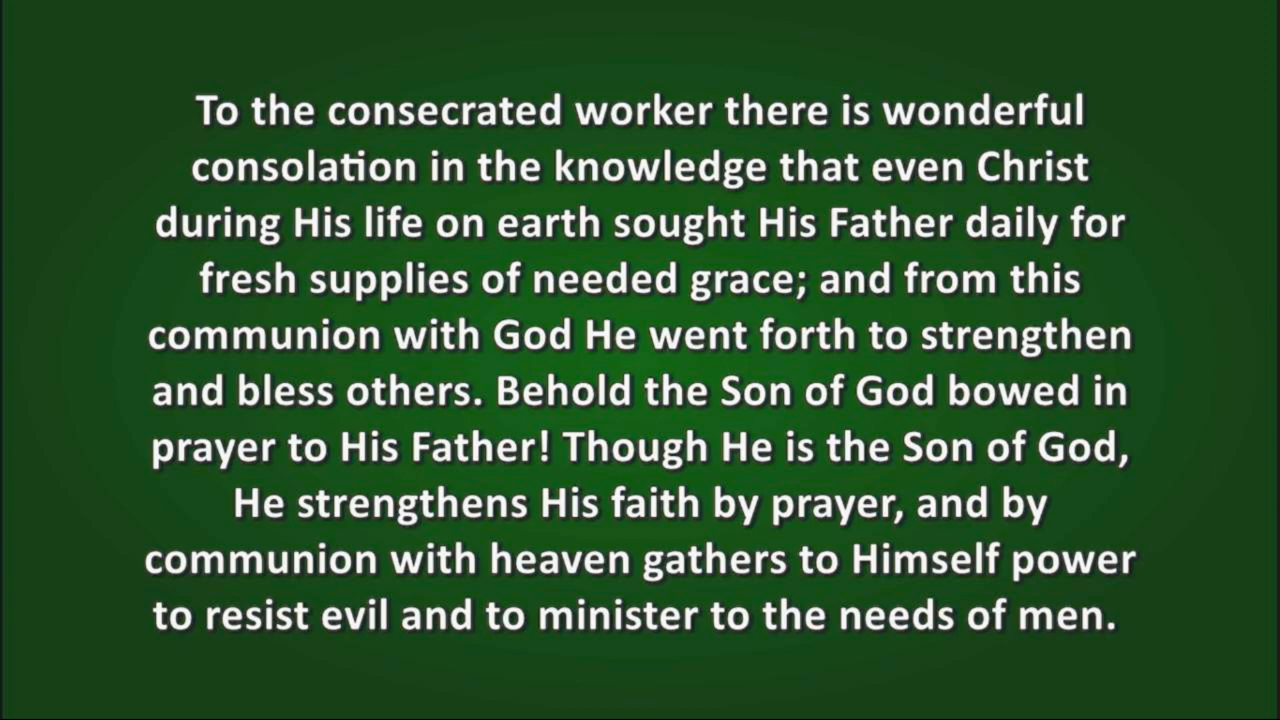 To the consecrated worker there is wonderful
consolation in the knowledge that even Christ
during His life on earth sought His Father daily for
fresh supplies of needed grace; and from this
communion with God He went forth to strengthen
and bless others. Behold the Son of God bowed in
prayer to His Father! Though He is the Son of God,
He strengthens His faith by prayer, and by
communion with heaven gathers to Himself power
to resist evil and to minister to the needs of men.